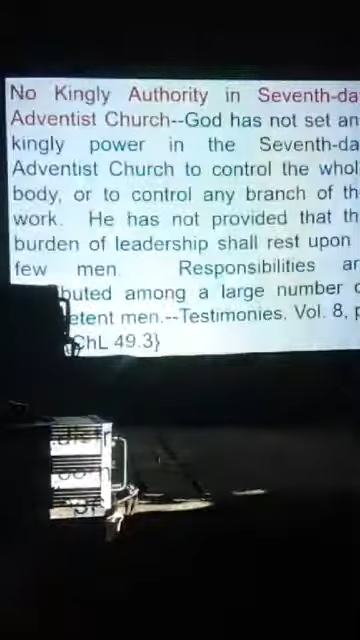 No Kingly Authority in Seventh-da
Adventist Church--God has not set an
kingly power in the Seventh-da
Adventist Church to control the whol
body, or to control any branch of th
work. He has not provided that th
burden of leadership shall rest upon
few men. Responsibilities ar
buted among a large number o
etent men.--Testimonies. Vol. 8, p
ChL 49.3}